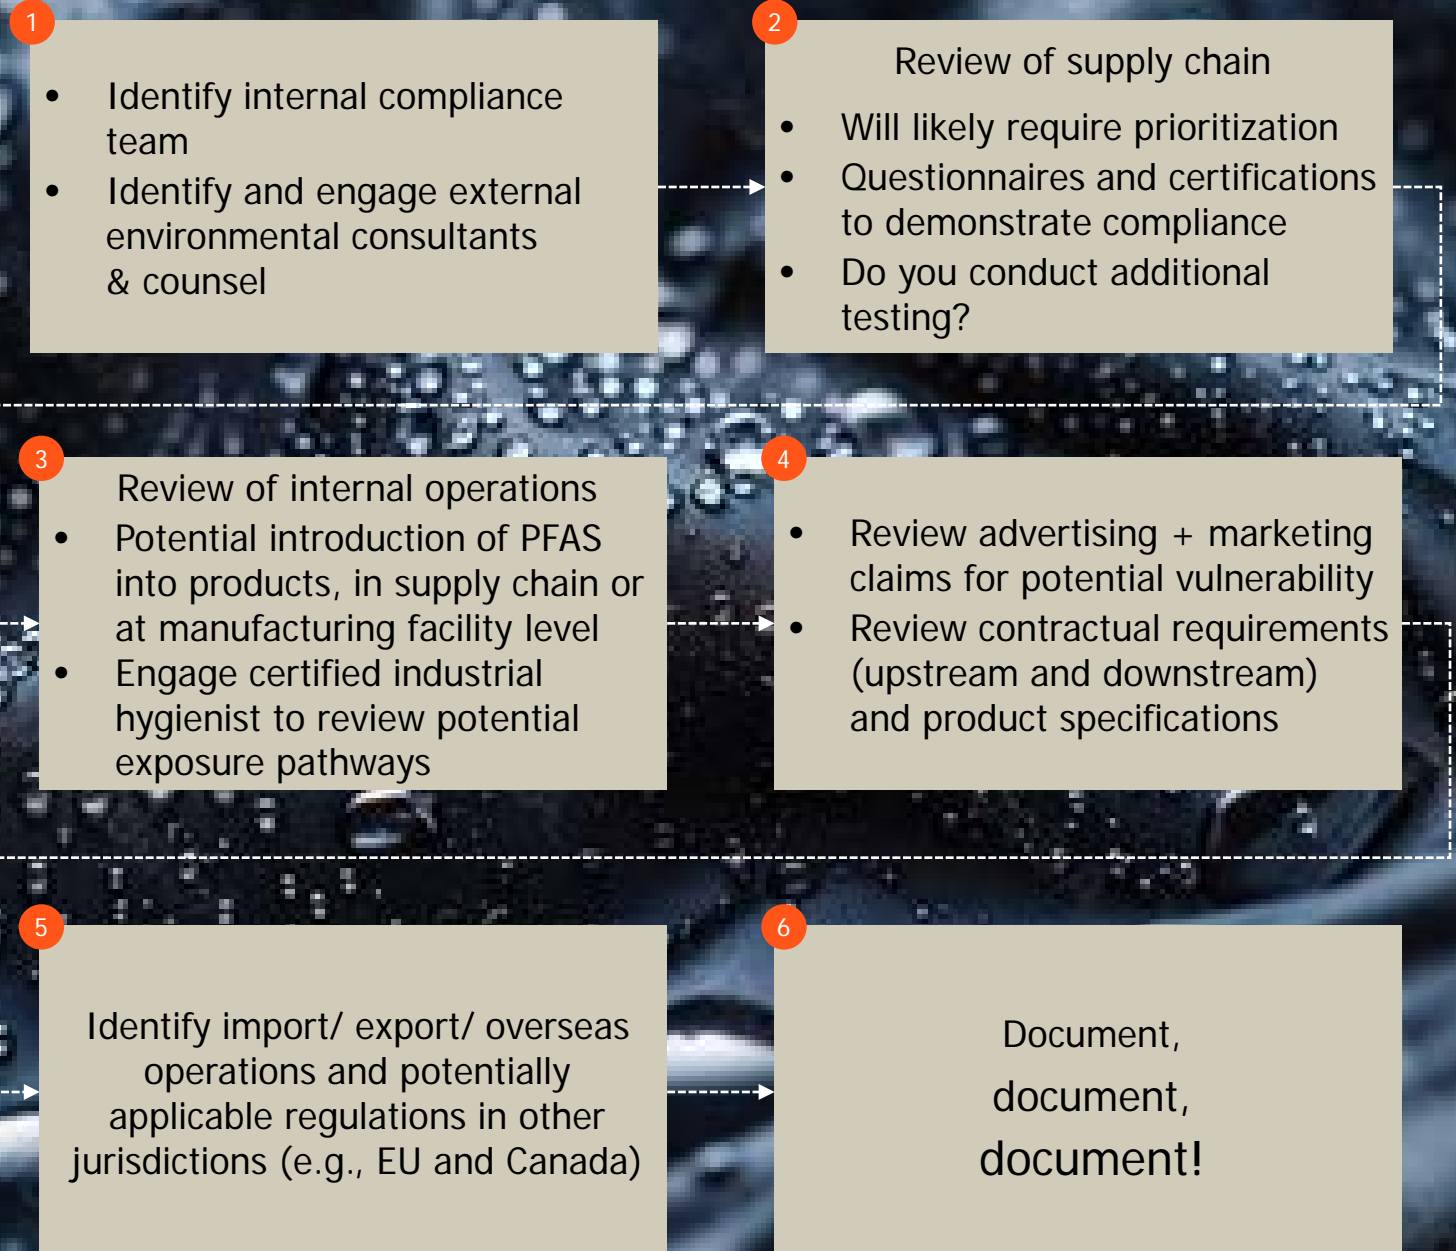 1
• Identify internal compliance
team
• Identify and engage external
environmental consultants
& counsel
2
Review of supply chain
• Will likely require prioritization
• Questionnaires and certifications
to demonstrate compliance
• Do you conduct additional
testing?
3
Review of internal operations
• Potential introduction of PFAS
into products, in supply chain or
at manufacturing facility level
• Engage certified industrial
hygienist to review potential
exposure pathways
4
• Review advertising + marketing
claims for potential vulnerability
• Review contractual requirements
(upstream and downstream)
and product specifications
5
Identify import/ export/ overseas
operations and potentially
applicable regulations in other
jurisdictions (e.g., EU and Canada)
6
Document,
document,
document!